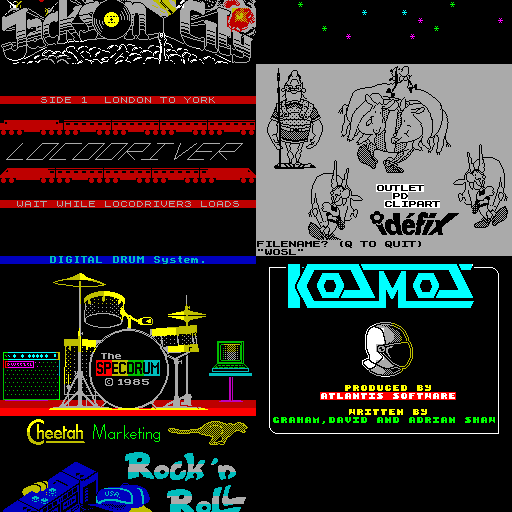 Jackson City
SIDE 1 LONDON TO YORK
LOCODRIVER
WAIT WHILE LOCODRIVER3 LOADS
OUTLET
PD
CLIPART
idéfix
FILENAME? (Q TO QUIT)
"WOSL"
DIGITAL DRUM System.
The
SPECDRUM
© 1985
Cheetah Marketing
KOSMOS
PRODUCED BY
ATLANTIS SOFTWARE
WRITTEN BY
GRAHAM,DAVID AND ADRIAN SHAW
Rock'n
Roll
USA